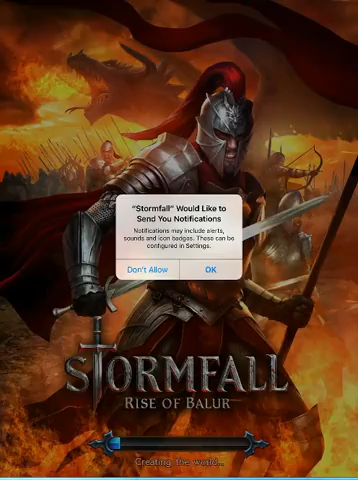 “Stormfall” Would Like to
Send You Notifications
Notifications may include alerts,
sounds and icon badges. These can be
configured in Settings.
Don't Allow
OK
STORMFALL
RISE OF BALUR
Creating the world...